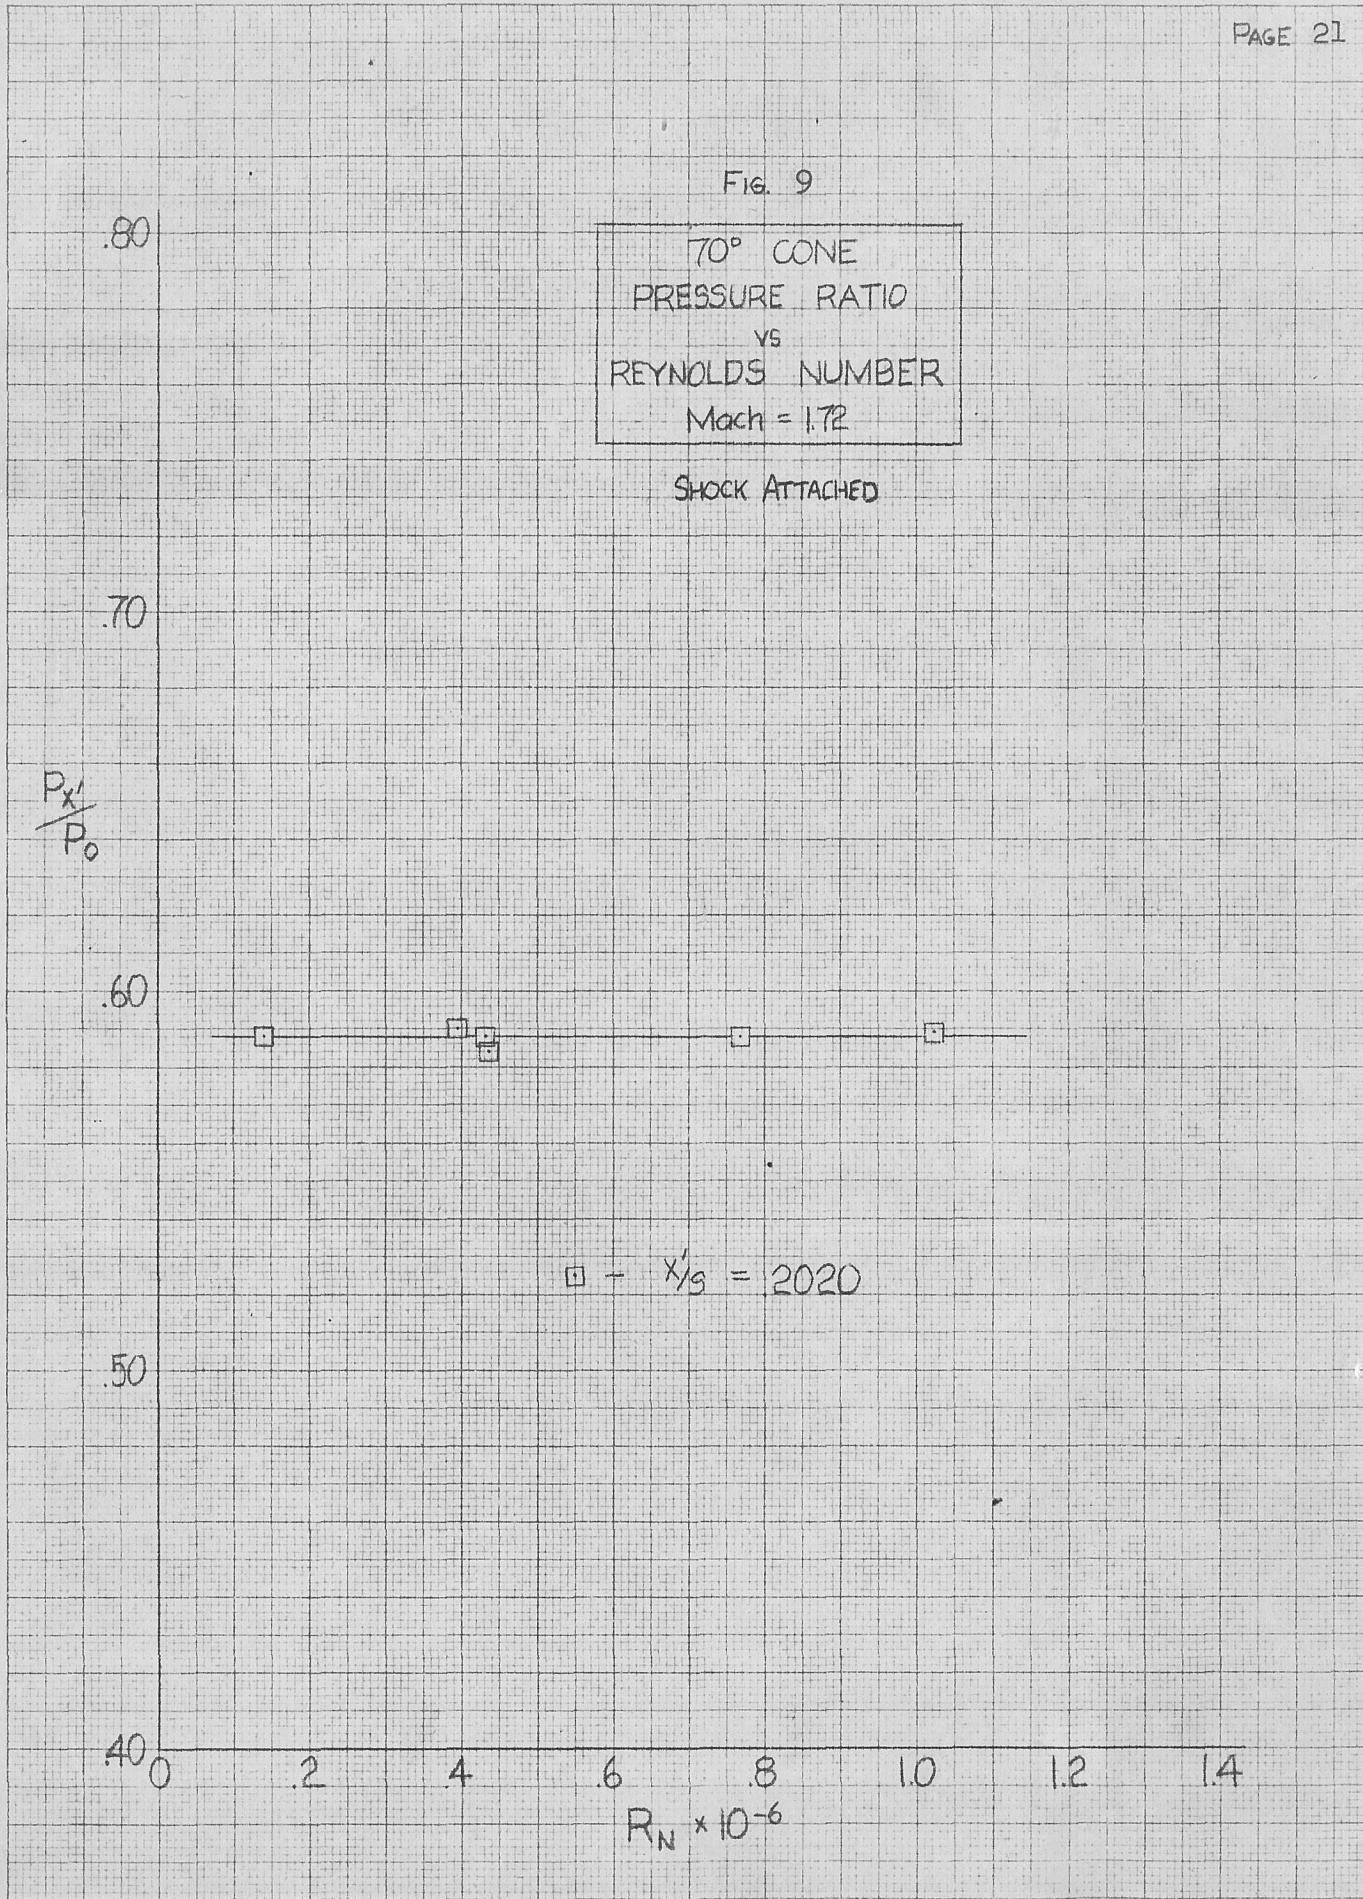 PAGE 21
FIG. 9
70° CONE
PRESSURE RATIO
VS
REYNOLDS NUMBER
Mach = 1.72
SHOCK ATTACHED
.80
.70
Px'/Po
.60
□ - x'/s = .2020
.50
.40
0 .2 .4 .6 .8 1.0 1.2 1.4
RN × 10⁻⁶